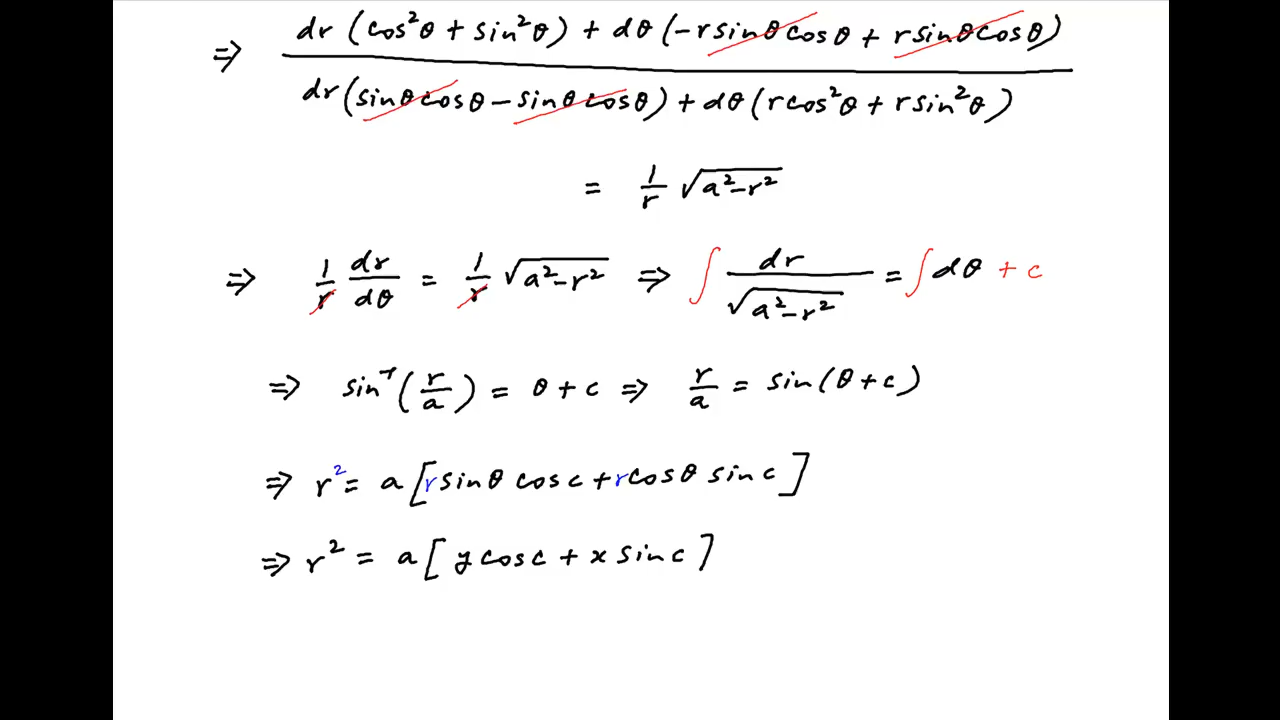 ⇒ dr (cos²θ + sin²θ) + dθ (-r sinθ cosθ + r sinθ cosθ)
dr (sinθ cosθ - sinθ cosθ) + dθ (r cos²θ + r sin²θ)
= 1/r √(a²-r²)
⇒ 1/r dr/dθ = 1/r √(a²-r²) ⇒ ∫ dr/√(a²-r²) = ∫ dθ + c
⇒ sin⁻¹(r/a) = θ + c ⇒ r/a = sin(θ + c)
⇒ r² = a [r sinθ cos c + r cosθ sin c]
⇒ r² = a [y cos c + x sin c]